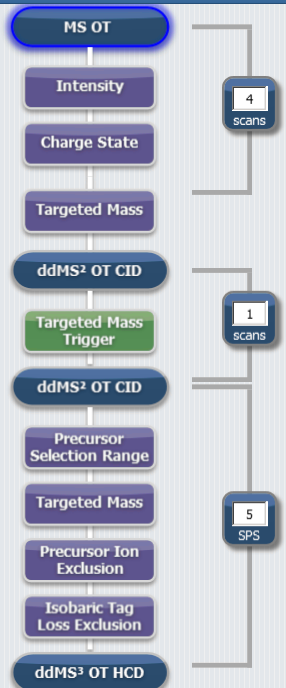 MS OT
Intensity
4
scans
Charge State
Targeted Mass
ddMS² OT CID
1
scans
Targeted Mass
Trigger
ddMS² OT CID
Precursor
Selection Range
Targeted Mass
5
SPS
Precursor Ion
Exclusion
Isobaric Tag
Loss Exclusion
ddMS³ OT HCD